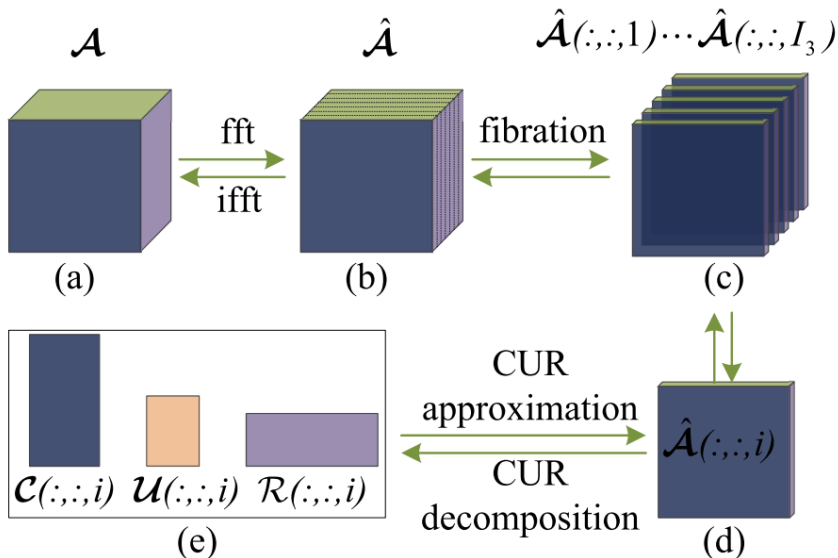 𝓐
𝓐̂
𝓐̂(:,:,1)⋯𝓐̂(:,:,I₃)
fft
ifft
fibration
(a)
(b)
(c)
CUR
approximation
CUR
decomposition
𝓐̂(:,:,i)
𝓒(:,:,i)
𝓤(:,:,i)
ℛ(:,:,i)
(e)
(d)